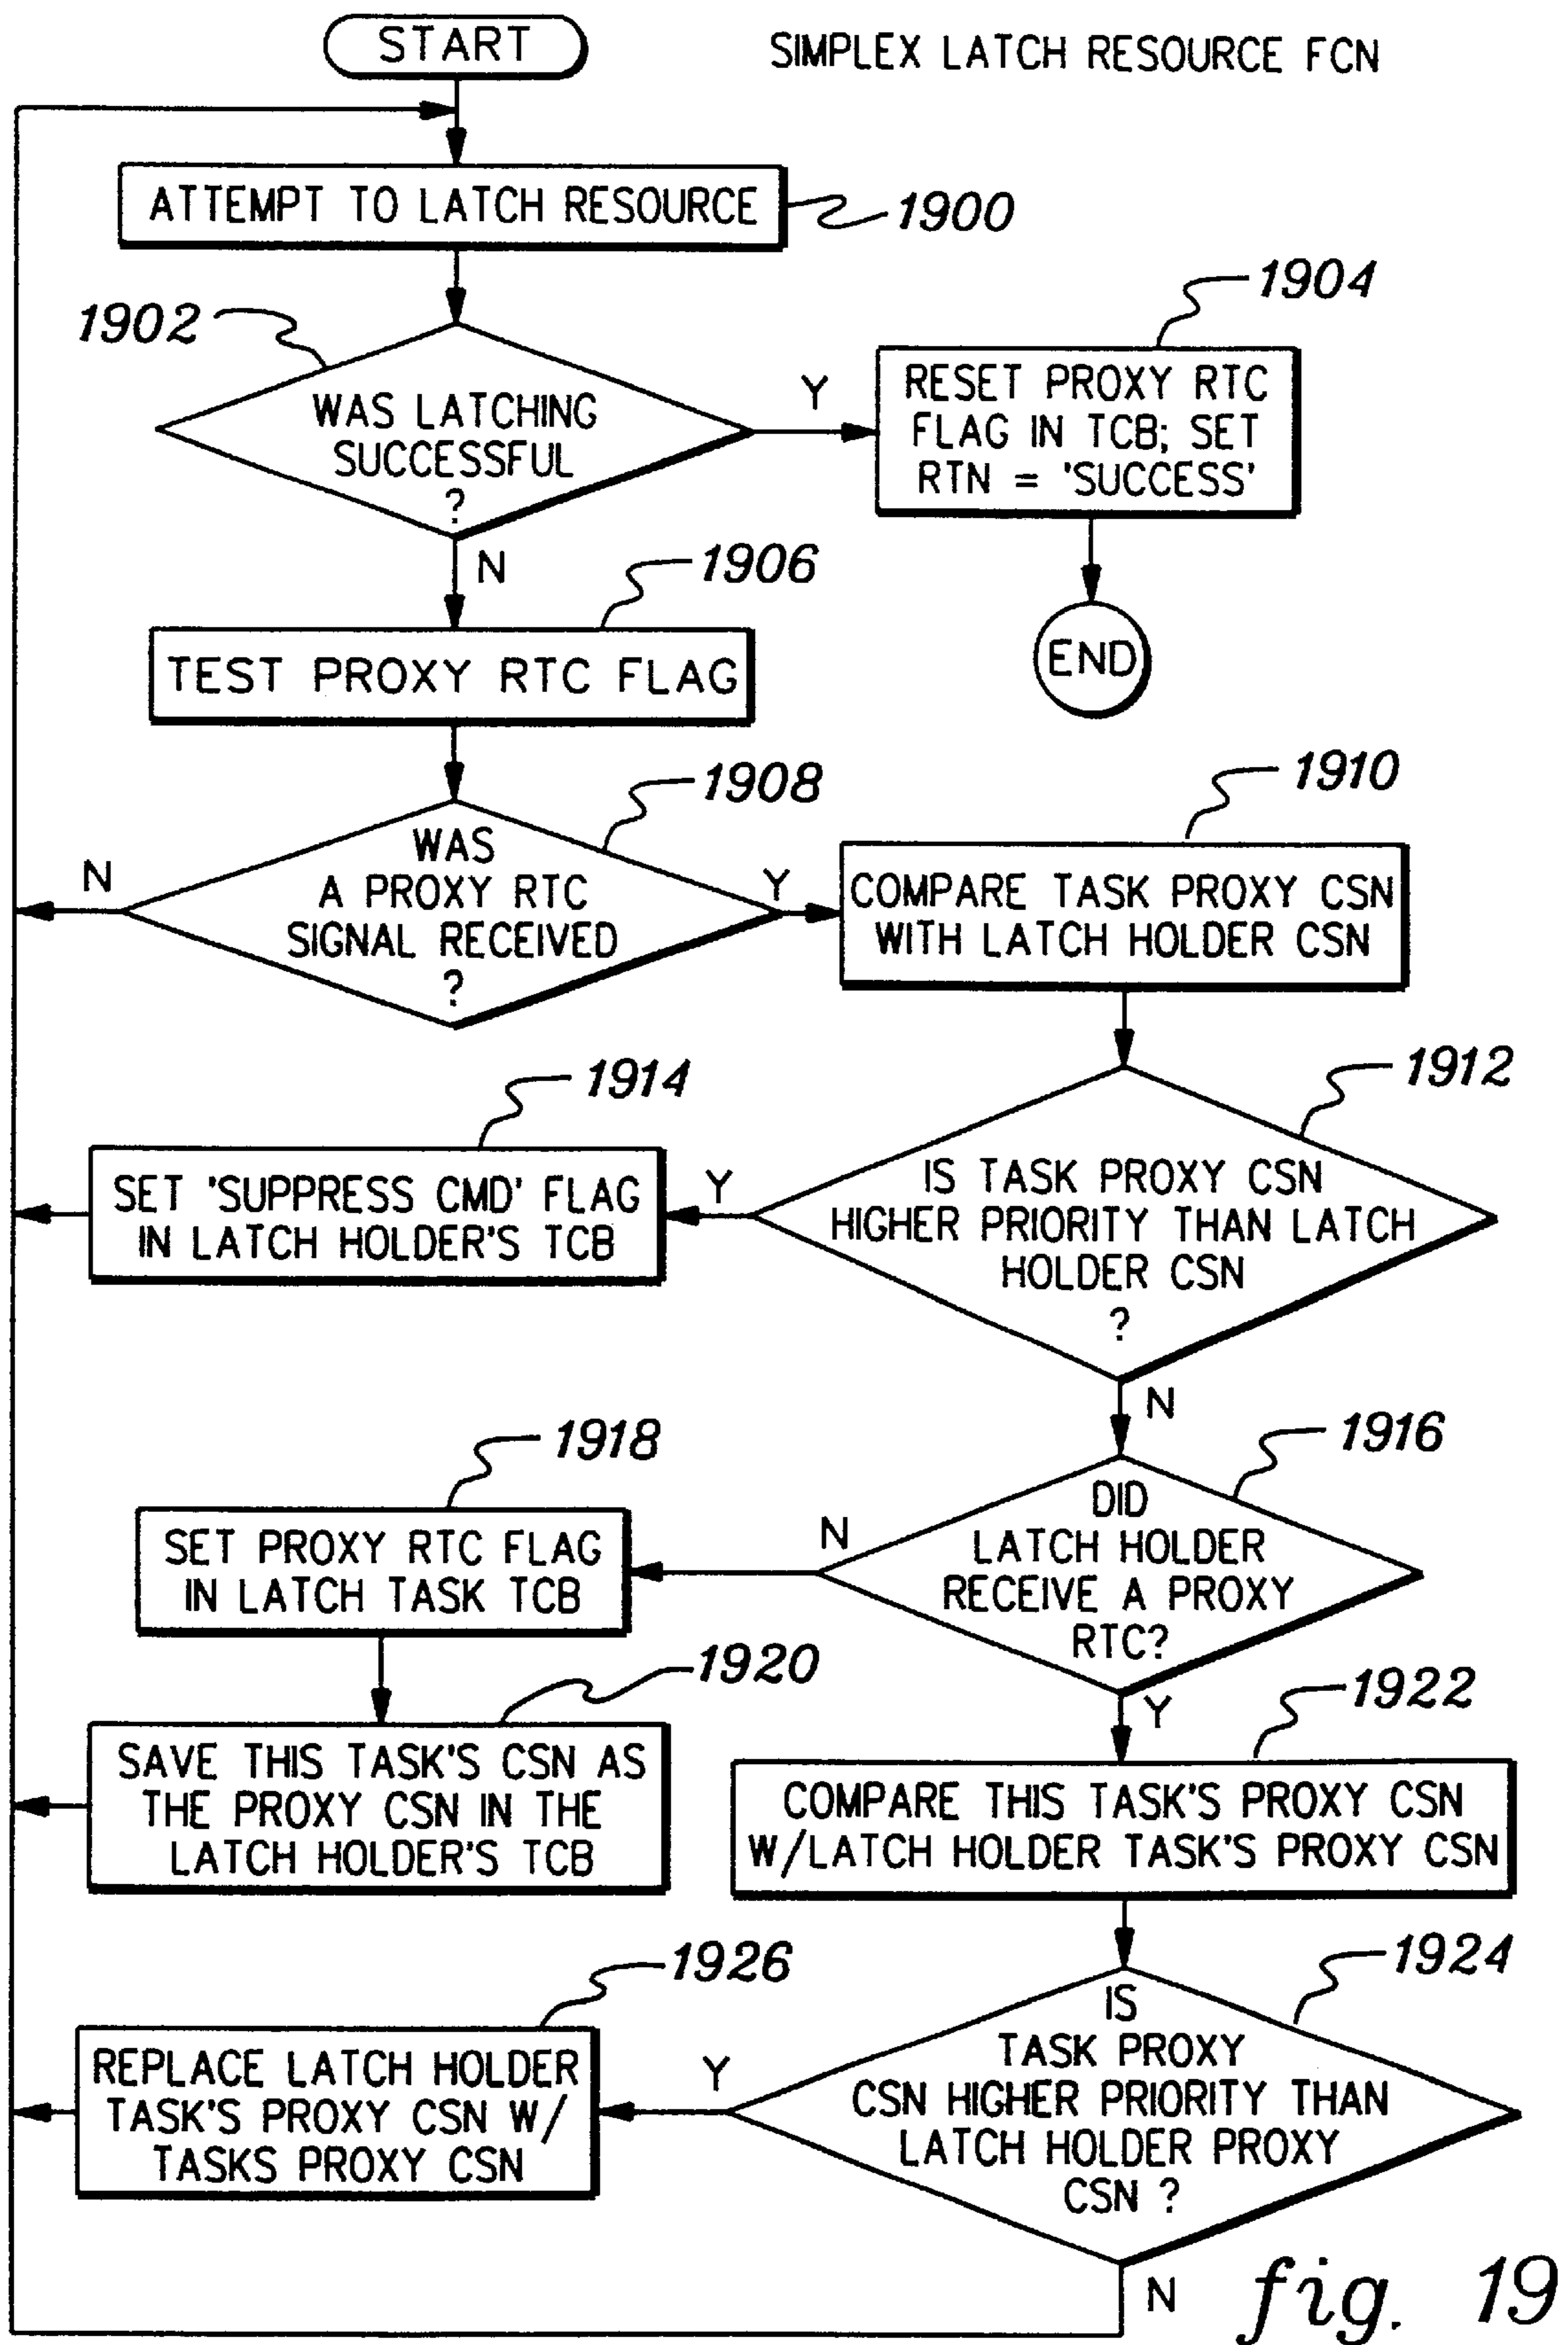 START
SIMPLEX LATCH RESOURCE FCN
ATTEMPT TO LATCH RESOURCE
1900
1902
WAS LATCHING
SUCCESSFUL
?
Y
1904
RESET PROXY RTC
FLAG IN TCB; SET
RTN = 'SUCCESS'
END
N
1906
TEST PROXY RTC FLAG
1908
WAS
A PROXY RTC
SIGNAL RECEIVED
?
N
Y
1910
COMPARE TASK PROXY CSN
WITH LATCH HOLDER CSN
1912
IS TASK PROXY CSN
HIGHER PRIORITY THAN LATCH
HOLDER CSN
?
Y
1914
SET 'SUPPRESS CMD' FLAG
IN LATCH HOLDER'S TCB
N
1916
DID
LATCH HOLDER
RECEIVE A PROXY
RTC?
N
1918
SET PROXY RTC FLAG
IN LATCH TASK TCB
1920
SAVE THIS TASK'S CSN AS
THE PROXY CSN IN THE
LATCH HOLDER'S TCB
Y
1922
COMPARE THIS TASK'S PROXY CSN
W/LATCH HOLDER TASK'S PROXY CSN
1924
IS
TASK PROXY
CSN HIGHER PRIORITY THAN
LATCH HOLDER PROXY
CSN ?
Y
1926
REPLACE LATCH HOLDER
TASK'S PROXY CSN W/
TASKS PROXY CSN
N
fig. 19